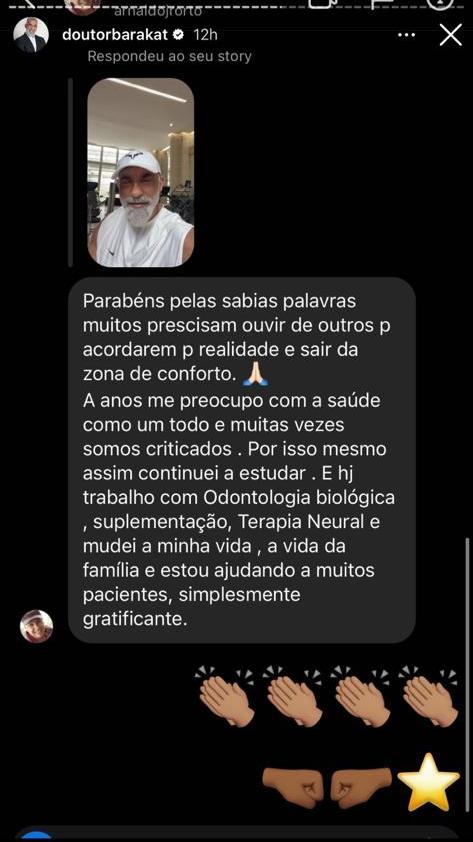 arnaldojrorto
doutorbarakat 12h
Respondeu ao seu story
Parabéns pelas sabias palavras
muitos prescisam ouvir de outros p
acordarem p realidade e sair da
zona de conforto. 🙏🏻
A anos me preocupo com a saúde
como um todo e muitas vezes
somos criticados . Por isso mesmo
assim continuei a estudar . E hj
trabalho com Odontologia biológica
, suplementação, Terapia Neural e
mudei a minha vida , a vida da
família e estou ajudando a muitos
pacientes, simplesmente
gratificante.
👏🏽👏🏽👏🏽👏🏽
🤜🏾🤛🏾⭐